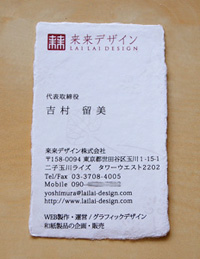 来来
来来デザイン
LAI LAI DESIGN
代表取締役
吉村 留美
来来デザイン株式会社
〒158-0094 東京都世田谷区玉川1-15-1
二子玉川ライズ タワーウエスト2202
Tel/Fax 03-3708-4005
Mobile 090-
yoshimura@lailai-design.com
http://www.lailai-design.com
WEB製作・運営 / グラフィックデザイン
和紙製品の企画・販売